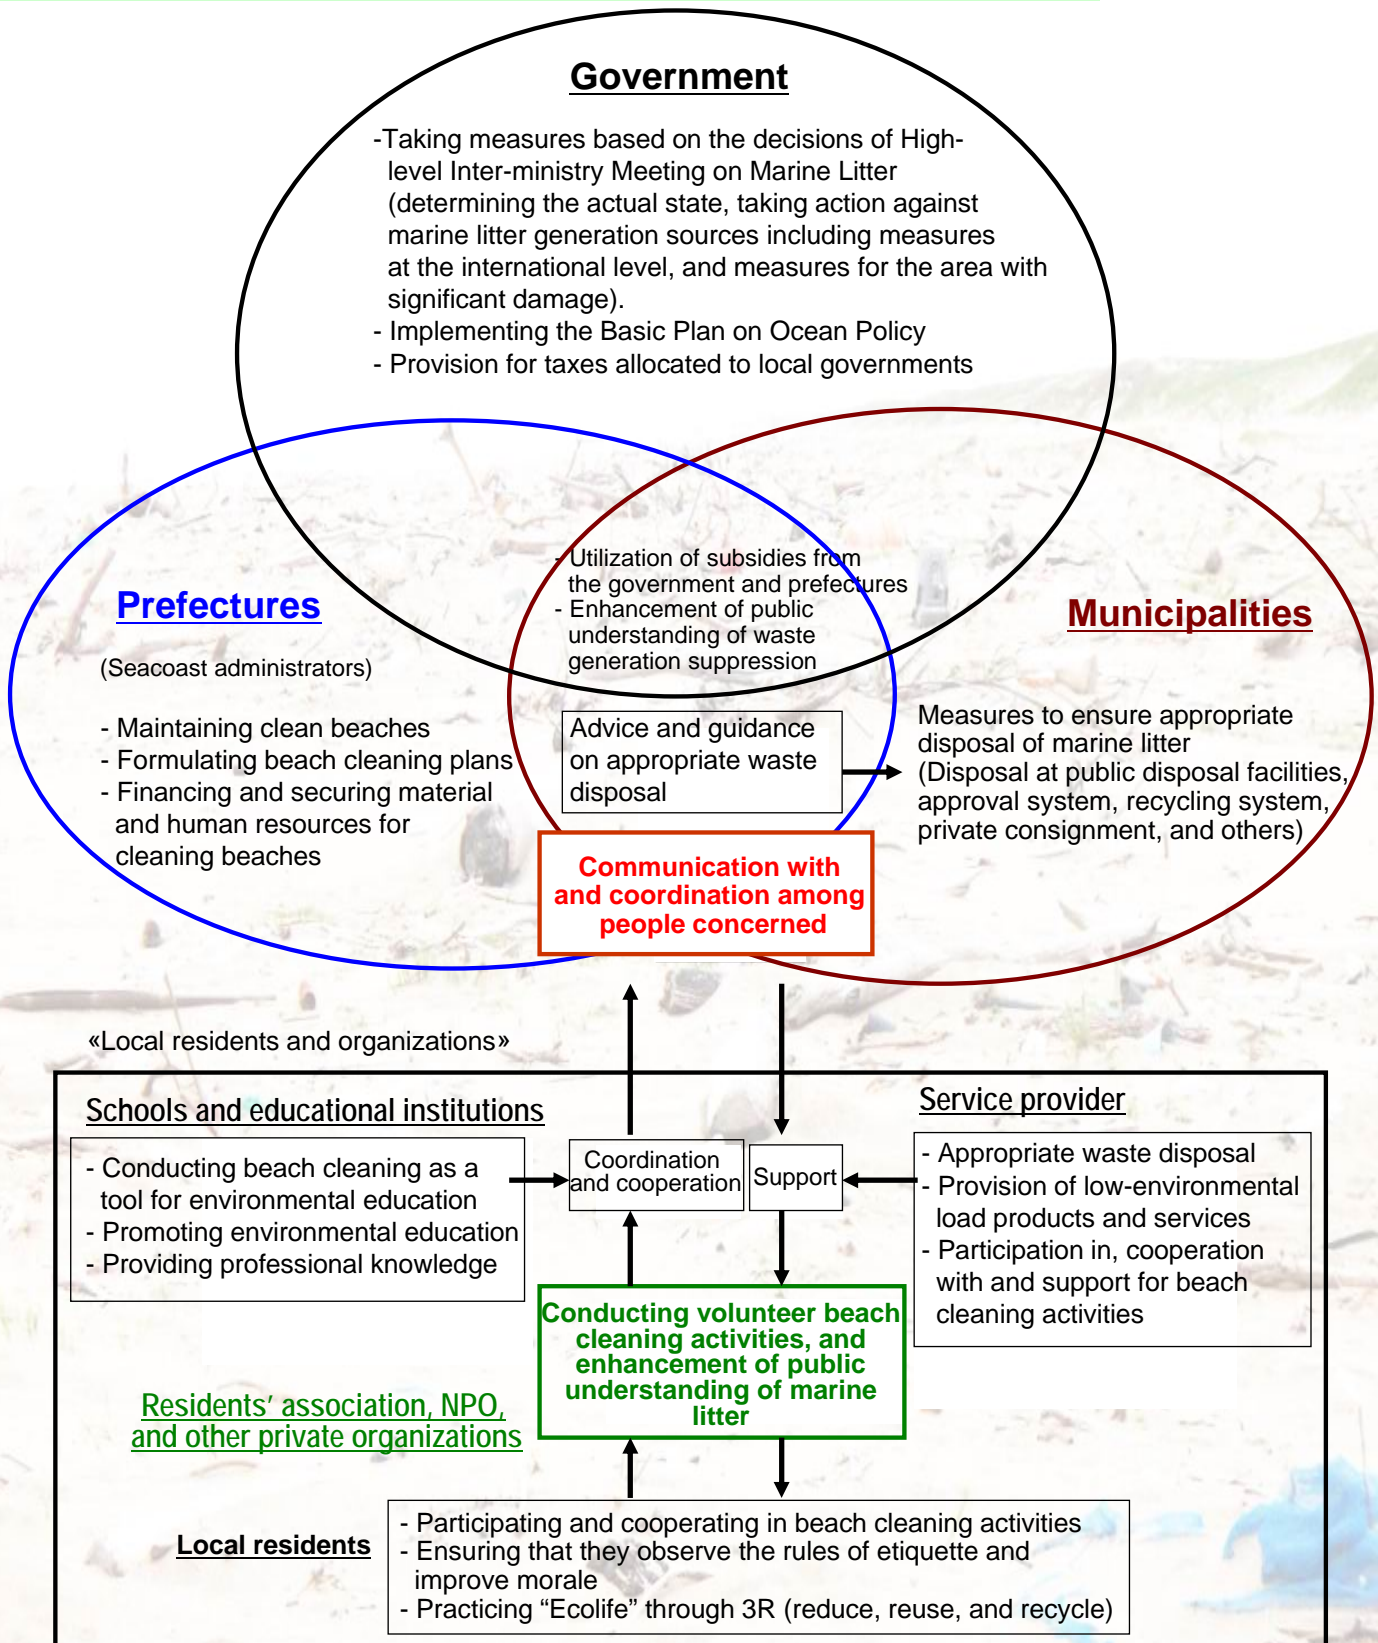 Government
-Taking measures based on the decisions of High-
level Inter-ministry Meeting on Marine Litter
(determining the actual state, taking action against
marine litter generation sources including measures
at the international level, and measures for the area with
significant damage).
- Implementing the Basic Plan on Ocean Policy
- Provision for taxes allocated to local governments
- Utilization of subsidies from
the government and prefectures
- Enhancement of public
understanding of waste
generation suppression
Prefectures
(Seacoast administrators)
- Maintaining clean beaches
- Formulating beach cleaning plans
- Financing and securing material
and human resources for
cleaning beaches
Municipalities
Measures to ensure appropriate
disposal of marine litter
(Disposal at public disposal facilities,
approval system, recycling system,
private consignment, and others)
Advice and guidance
on appropriate waste
disposal
Communication with
and coordination among
people concerned
«Local residents and organizations»
Schools and educational institutions
- Conducting beach cleaning as a
tool for environmental education
- Promoting environmental education
- Providing professional knowledge
Coordination
and cooperation
Support
Service provider
- Appropriate waste disposal
- Provision of low-environmental
load products and services
- Participation in, cooperation
with and support for beach
cleaning activities
Conducting volunteer beach
cleaning activities, and
enhancement of public
understanding of marine
litter
Residents’ association, NPO,
and other private organizations
Local residents
- Participating and cooperating in beach cleaning activities
- Ensuring that they observe the rules of etiquette and
improve morale
- Practicing “Ecolife” through 3R (reduce, reuse, and recycle)